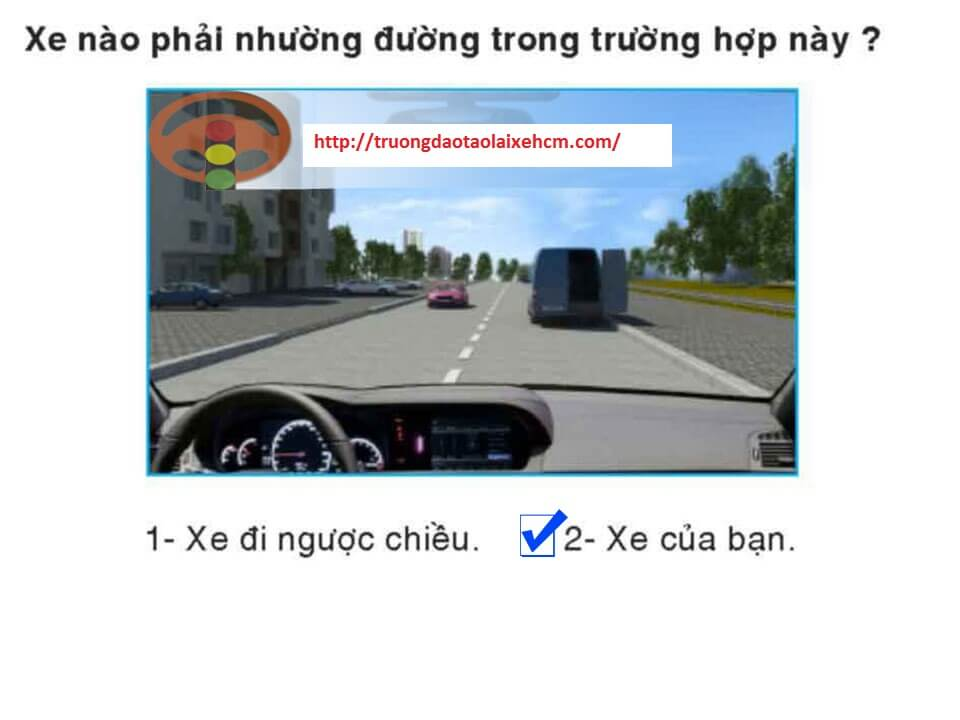 Xe nào phải nhường đường trong trường hợp này ?
http://truongdaotaolaixehcm.com/
1- Xe đi ngược chiều. 2- Xe của bạn.